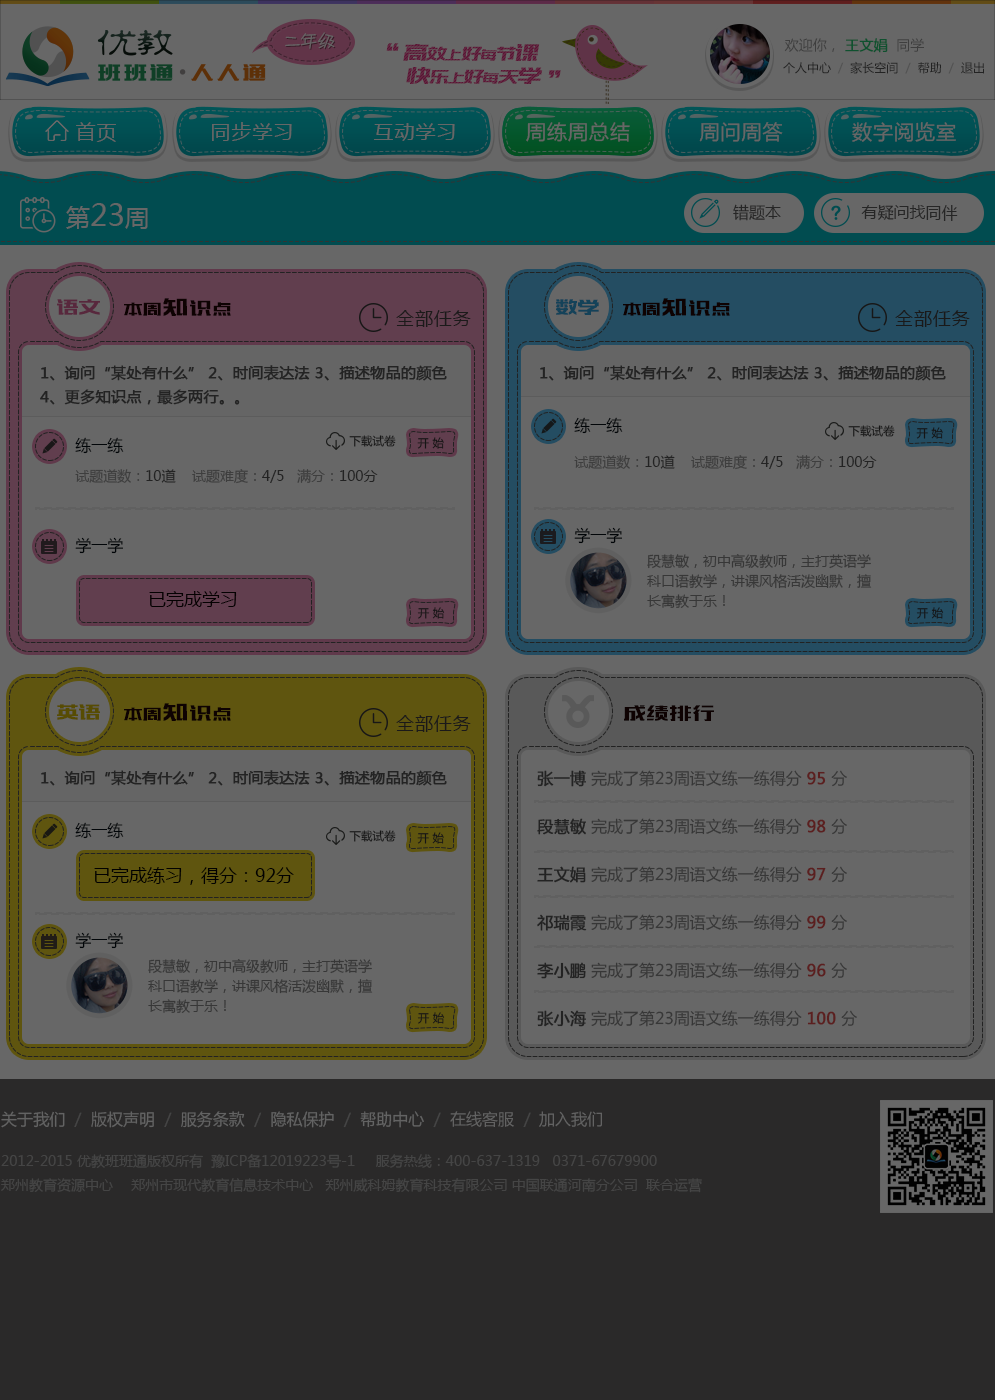 优教
班班通·人人通
二年级
“高效上好每节课
快乐上好每天学”
欢迎你， 王文娟 同学
个人中心 / 家长空间 / 帮助 / 退出
首页 同步学习 互动学习 周练周总结 周问周答 数字阅览室
第23周 错题本 有疑问找同伴
语文 本周知识点 全部任务
1、询问“某处有什么” 2、时间表达法 3、描述物品的颜色
4、更多知识点，最多两行。。
练一练 下载试卷 开始
试题道数：10道 试题难度：4/5 满分：100分
学一学
已完成学习 开始
数学 本周知识点 全部任务
1、询问“某处有什么” 2、时间表达法 3、描述物品的颜色
练一练 下载试卷 开始
试题道数：10道 试题难度：4/5 满分：100分
学一学
段慧敏，初中高级教师，主打英语学
科口语教学，讲课风格活泼幽默，擅
长寓教于乐！ 开始
英语 本周知识点 全部任务
1、询问“某处有什么” 2、时间表达法 3、描述物品的颜色
练一练 下载试卷 开始
已完成练习，得分：92分
学一学
段慧敏，初中高级教师，主打英语学
科口语教学，讲课风格活泼幽默，擅
长寓教于乐！ 开始
成绩排行
张一博 完成了第23周语文练一练得分 95 分
段慧敏 完成了第23周语文练一练得分 98 分
王文娟 完成了第23周语文练一练得分 97 分
祁瑞霞 完成了第23周语文练一练得分 99 分
李小鹏 完成了第23周语文练一练得分 96 分
张小海 完成了第23周语文练一练得分 100 分
关于我们 / 版权声明 / 服务条款 / 隐私保护 / 帮助中心 / 在线客服 / 加入我们
2012-2015 优教班班通版权所有 豫ICP备12019223号-1 服务热线：400-637-1319 0371-67679900
郑州教育资源中心 郑州市现代教育信息技术中心 郑州威科姆教育科技有限公司 中国联通河南分公司 联合运营